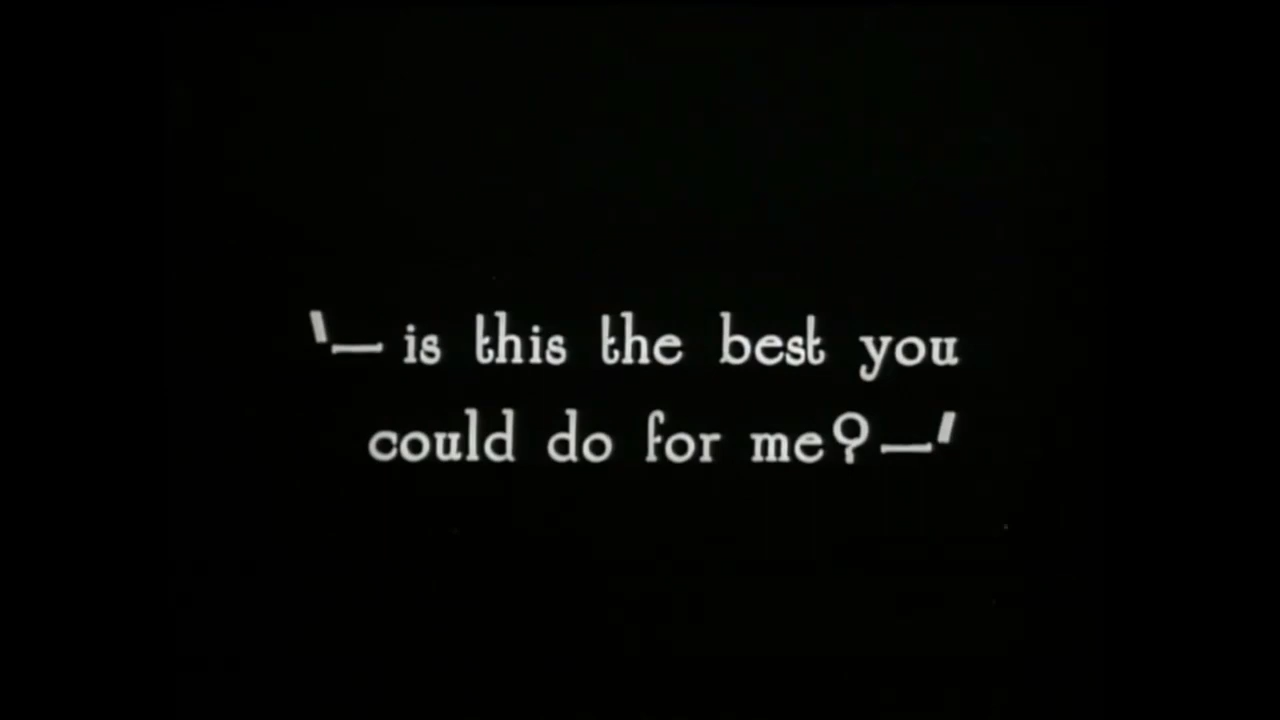 '— is this the best you
could do for me?—'